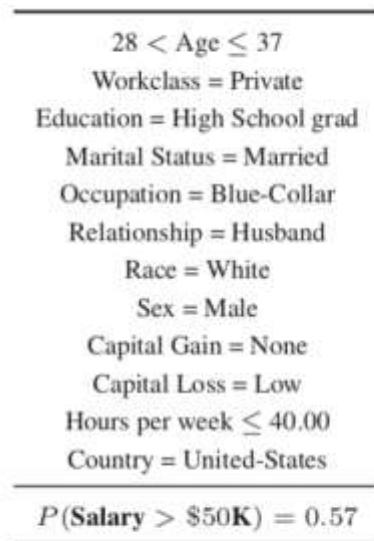 28 < Age ≤ 37
Workclass = Private
Education = High School grad
Marital Status = Married
Occupation = Blue-Collar
Relationship = Husband
Race = White
Sex = Male
Capital Gain = None
Capital Loss = Low
Hours per week ≤ 40.00
Country = United-States
P(Salary > $50K) = 0.57